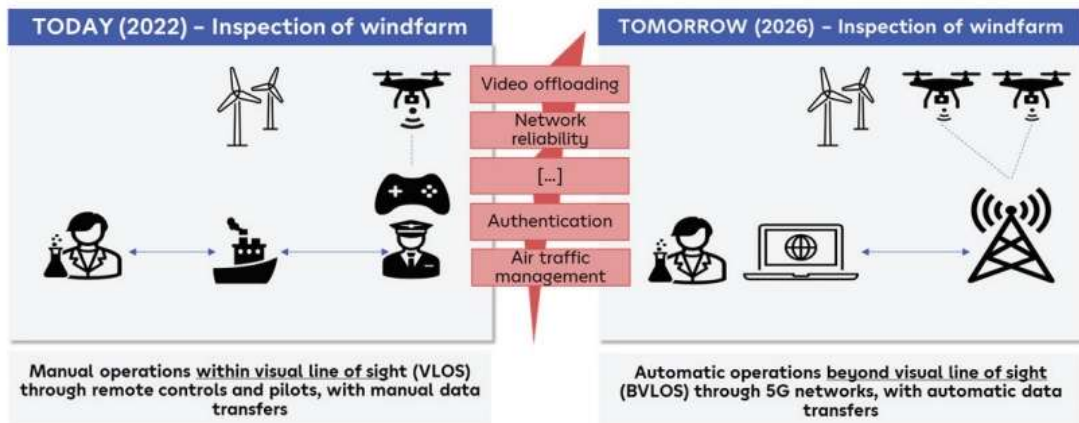 TODAY (2022) – Inspection of windfarm
Video offloading
Network
reliability
[...]
Authentication
Air traffic
management
TOMORROW (2026) – Inspection of windfarm
Manual operations within visual line of sight (VLOS)
through remote controls and pilots, with manual data
transfers
Automatic operations beyond visual line of sight
(BVLOS) through 5G networks, with automatic data
transfers